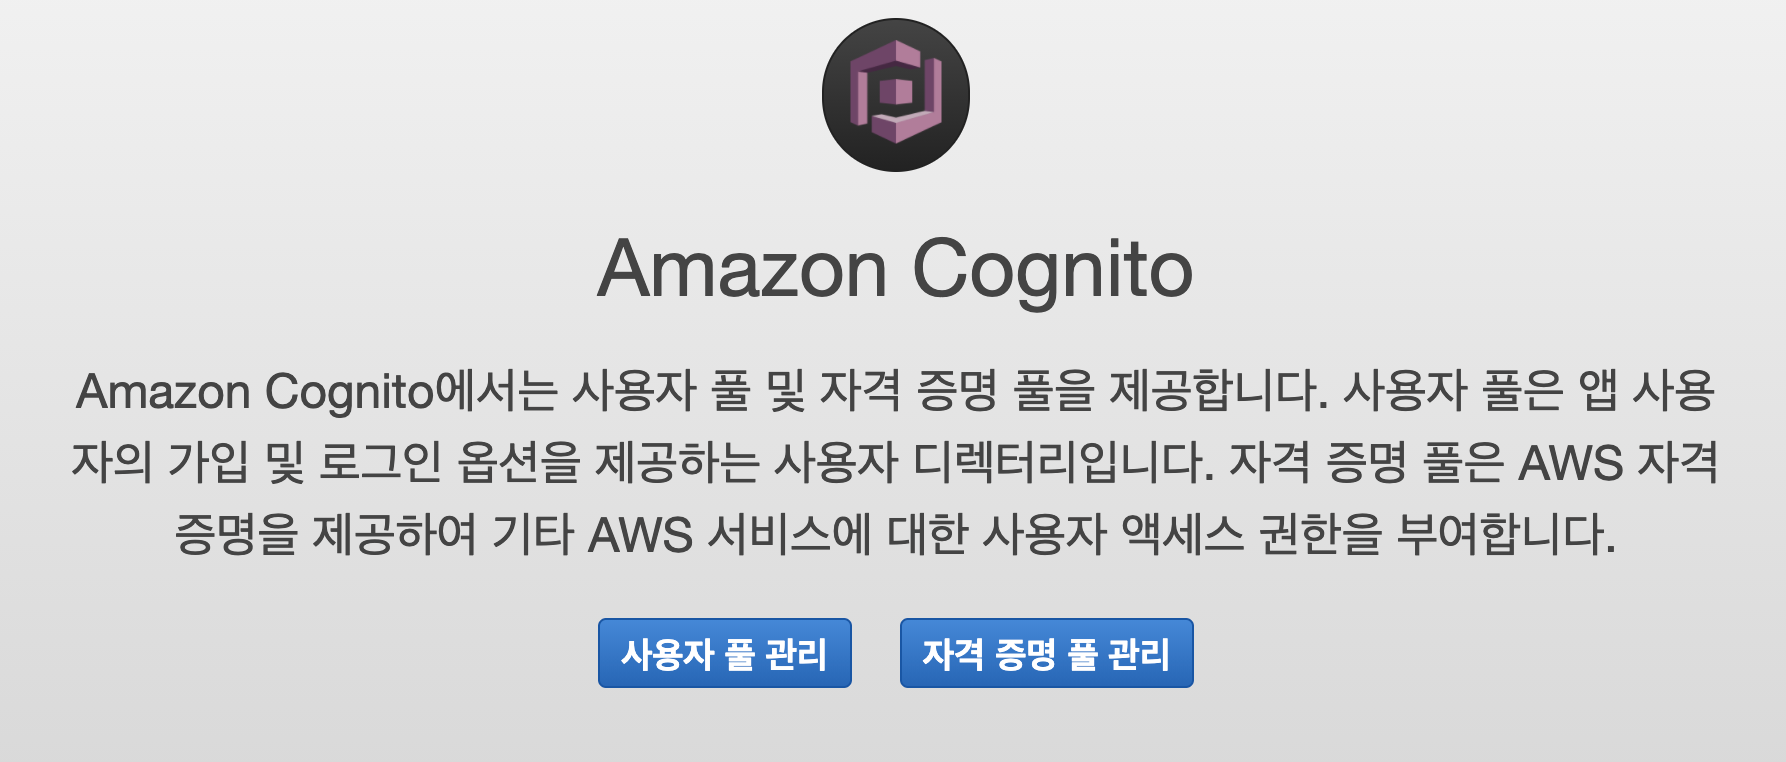 Amazon Cognito
Amazon Cognito에서는 사용자 풀 및 자격 증명 풀을 제공합니다. 사용자 풀은 앱 사용
자의 가입 및 로그인 옵션을 제공하는 사용자 디렉터리입니다. 자격 증명 풀은 AWS 자격
증명을 제공하여 기타 AWS 서비스에 대한 사용자 액세스 권한을 부여합니다.
사용자 풀 관리
자격 증명 풀 관리